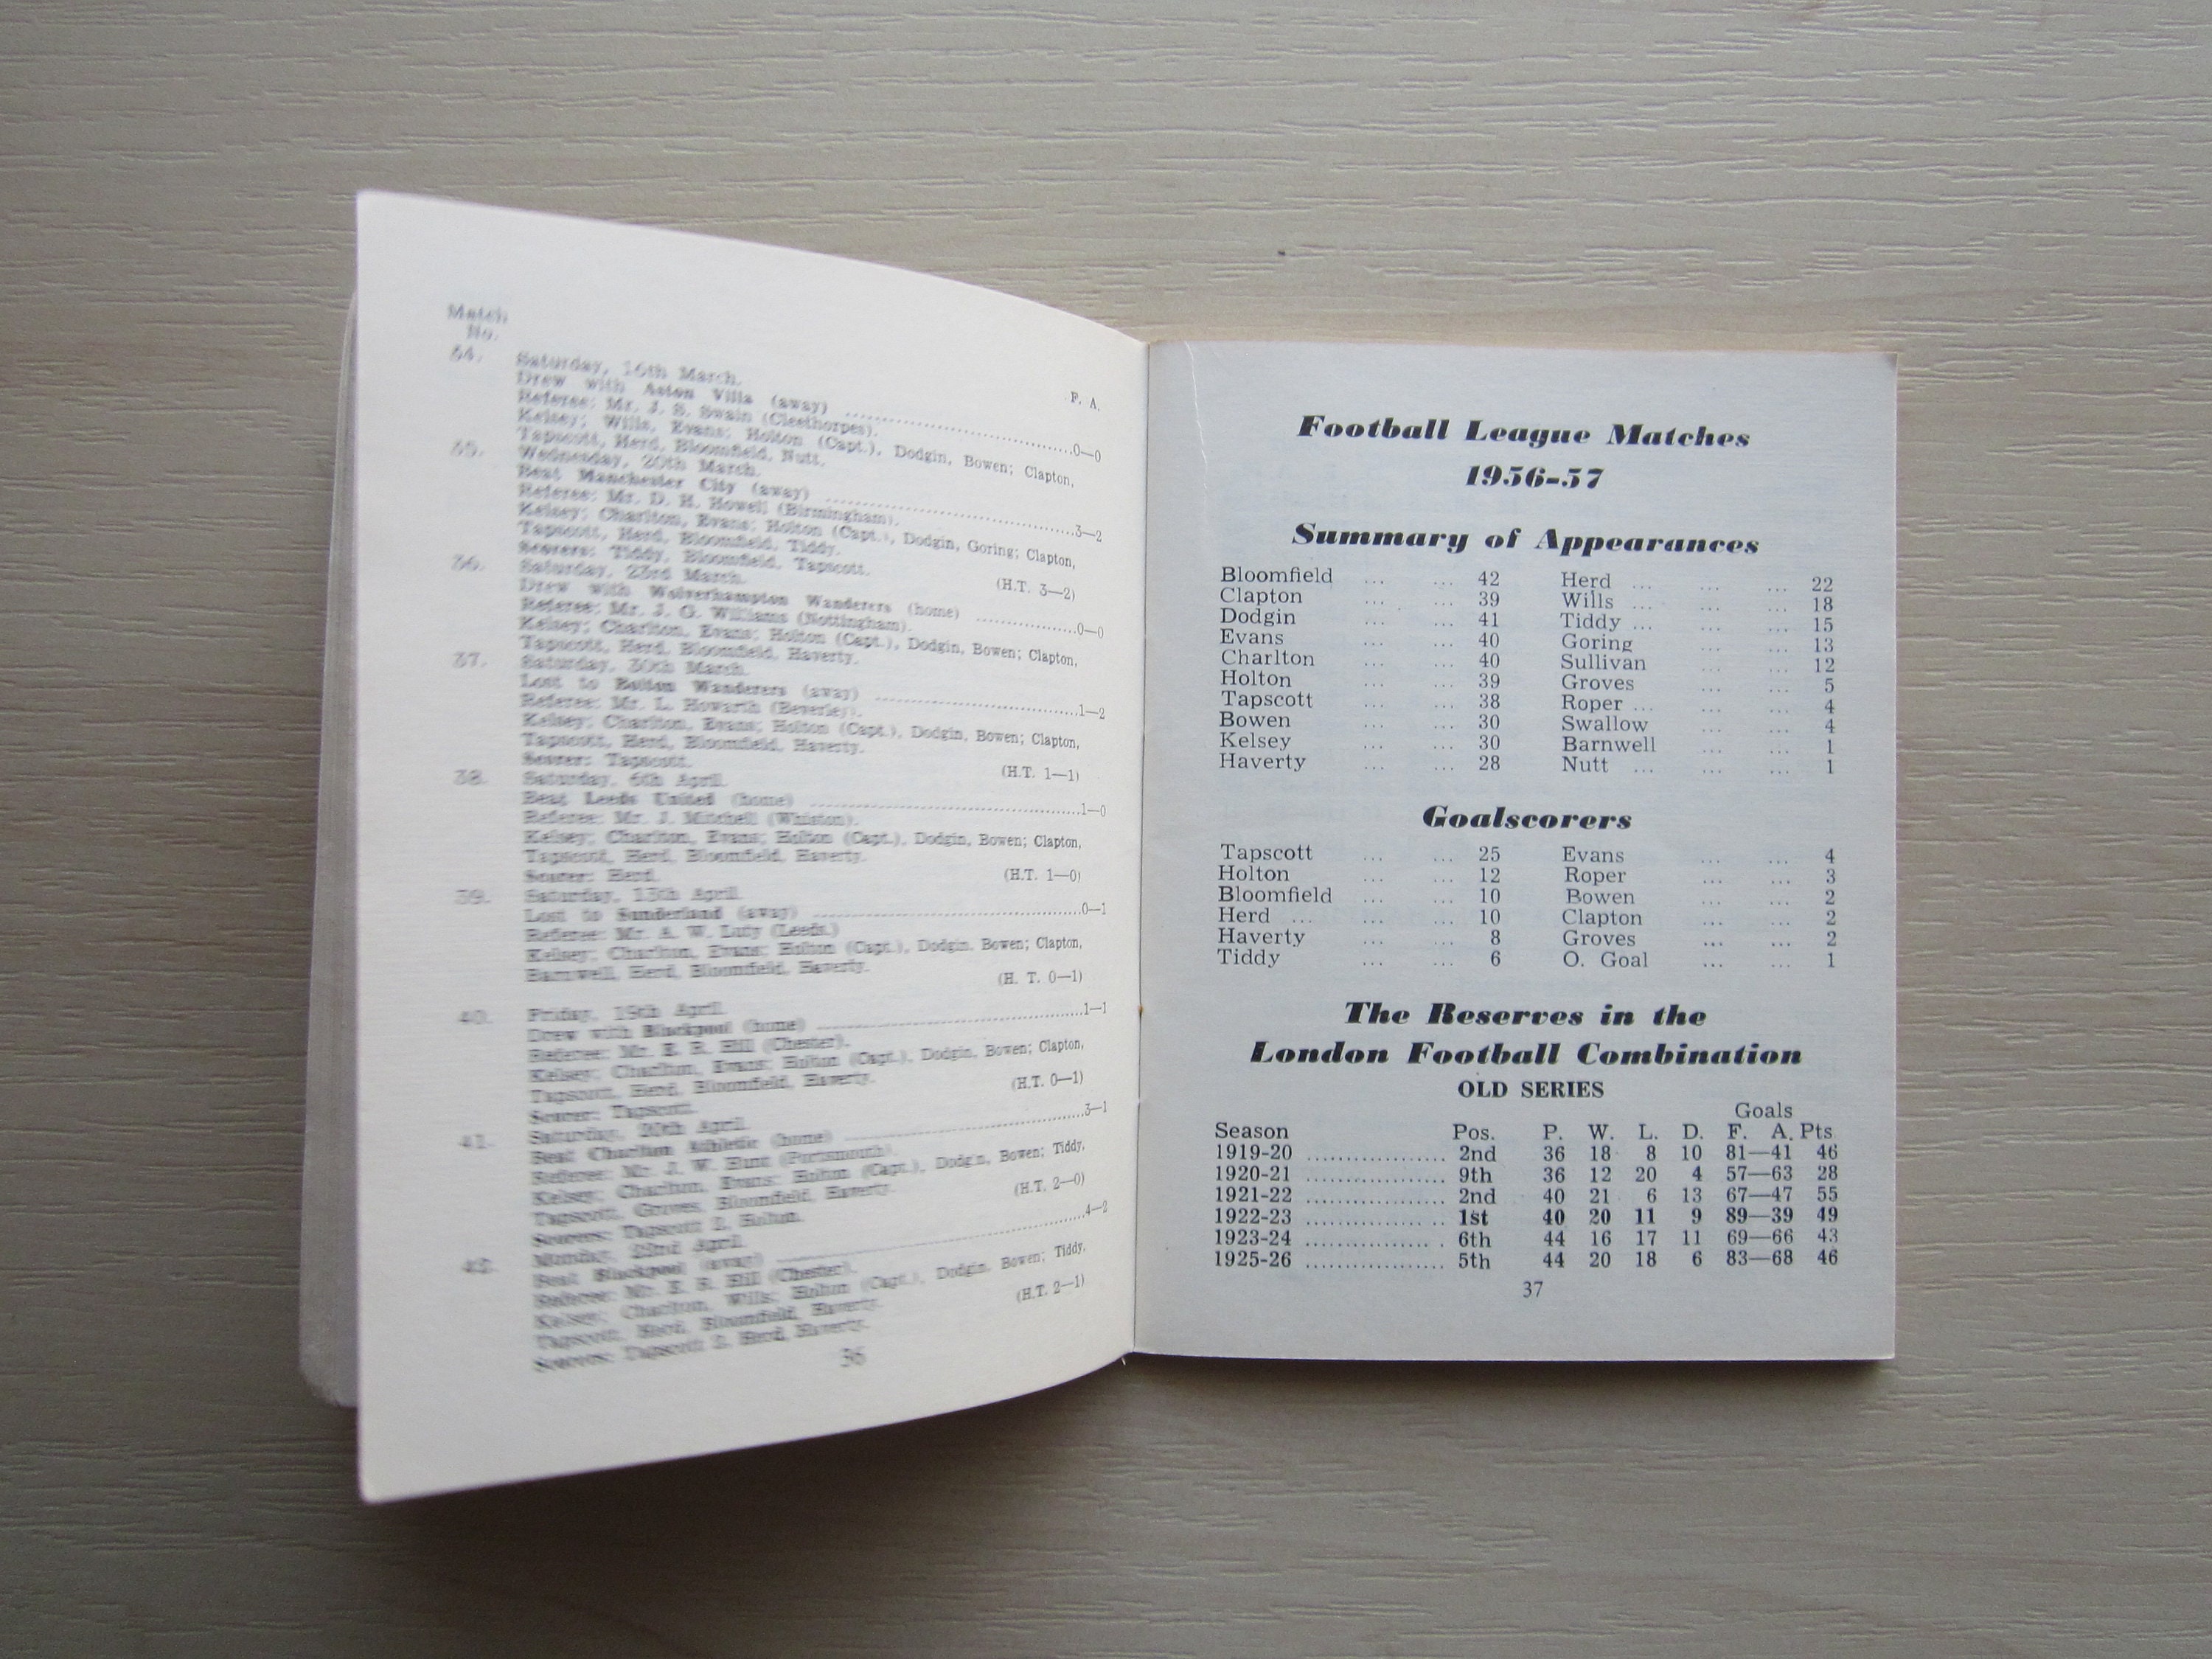 Match
No.
F. A.
34. Saturday, 16th March.
Drew with Aston Villa (away) ..............................0—0
Referee: Mr. J. S. Swain (Cleethorpes).
Kelsey; Wills, Evans; Holton (Capt.), Dodgin, Bowen; Clapton,
Tapscott, Herd, Bloomfield, Nutt.
35. Wednesday, 20th March.
Beat Manchester City (away) ..............................3—2
Referee: Mr. D. H. Howell (Birmingham).
Kelsey; Charlton, Evans; Holton (Capt.), Dodgin, Goring; Clapton,
Tapscott, Herd, Bloomfield, Tiddy.
Scorers: Tiddy, Bloomfield, Tapscott. (H.T. 3—2)
36. Saturday, 23rd March.
Drew with Wolverhampton Wanderers (home) ..............0—0
Referee: Mr. J. G. Williams (Nottingham).
Kelsey; Charlton, Evans; Holton (Capt.), Dodgin, Bowen; Clapton,
Tapscott, Herd, Bloomfield, Haverty.
37. Saturday, 30th March.
Lost to Bolton Wanderers (away) ..........................1—2
Referee: Mr. L. Howarth (Beverley).
Kelsey; Charlton, Evans; Holton (Capt.), Dodgin, Bowen; Clapton,
Tapscott, Herd, Bloomfield, Haverty.
Scorer: Tapscott. (H.T. 1—1)
38. Saturday, 6th April.
Beat Leeds United (home) ..............................1—0
Referee: Mr. J. Mitchell (Whiston).
Kelsey; Charlton, Evans; Holton (Capt.), Dodgin, Bowen; Clapton,
Tapscott, Herd, Bloomfield, Haverty.
Scorer: Herd. (H.T. 1—0)
39. Saturday, 13th April.
Lost to Sunderland (away) ..............................0—1
Referee: Mr. A. W. Luty (Leeds.)
Kelsey; Charlton, Evans; Holton (Capt.), Dodgin, Bowen; Clapton,
Barnwell, Herd, Bloomfield, Haverty.
(H. T. 0—1)
40. Friday, 19th April.
Drew with Blackpool (home) ..............................1—1
Referee: Mr. E. R. Hill (Chester).
Kelsey; Charlton, Evans; Holton (Capt.), Dodgin, Bowen; Clapton,
Tapscott, Herd, Bloomfield, Haverty.
Scorer: Tapscott. (H.T. 0—1)
41. Saturday, 20th April.
Beat Charlton Athletic (home) ..............................3—1
Referee: Mr. J. W. Hunt (Portsmouth).
Kelsey; Charlton, Evans; Holton (Capt.), Dodgin, Bowen; Tiddy,
Tapscott, Groves, Bloomfield, Haverty.
Scorers: Tapscott 2, Holton. (H.T. 2—0)
42. Monday, 22nd April.
Beat Blackpool (away) ..............................4—2
Referee: Mr. E. R. Hill (Chester).
Kelsey; Charlton, Wills; Holton (Capt.), Dodgin, Bowen; Tiddy,
Tapscott, Herd, Bloomfield, Haverty.
Scorers: Tapscott 2, Herd, Haverty. (H.T. 2—1)
36
Football League Matches
1956-57
Summary of Appearances
Bloomfield ... ... 42 Herd ... ... ... 22
Clapton ... ... 39 Wills ... ... ... 18
Dodgin ... ... 41 Tiddy ... ... ... 15
Evans ... ... 40 Goring ... ... 13
Charlton ... ... 40 Sullivan ... ... 12
Holton ... ... 39 Groves ... ... 5
Tapscott ... ... 38 Roper ... ... ... 4
Bowen ... ... 30 Swallow ... ... 4
Kelsey ... ... 30 Barnwell ... ... 1
Haverty ... ... 28 Nutt ... ... ... 1
Goalscorers
Tapscott ... ... 25 Evans ... ... 4
Holton ... ... 12 Roper ... ... 3
Bloomfield ... ... 10 Bowen ... ... 2
Herd ... ... ... 10 Clapton ... ... 2
Haverty ... ... 8 Groves ... ... 2
Tiddy ... ... 6 O. Goal ... ... 1
The Reserves in the
London Football Combination
OLD SERIES
Goals
Season Pos. P. W. L. D. F. A. Pts
1919-20 .................. 2nd 36 18 8 10 81—41 46
1920-21 .................. 9th 36 12 20 4 57—63 28
1921-22 .................. 2nd 40 21 6 13 67—47 55
1922-23 .................. 1st 40 20 11 9 89—39 49
1923-24 .................. 6th 44 16 17 11 69—66 43
1925-26 .................. 5th 44 20 18 6 83—68 46
37